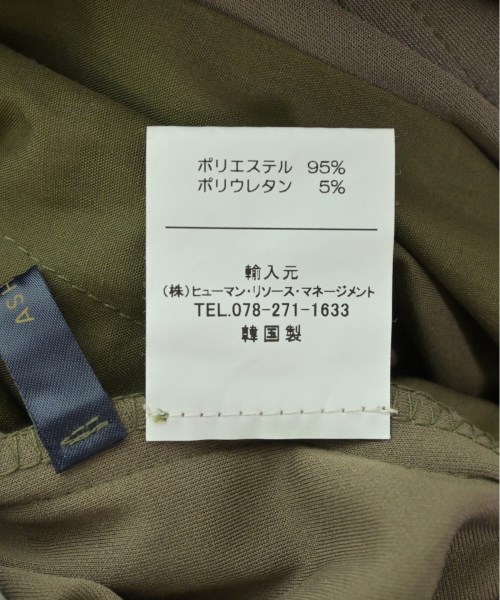 ポリエステル 95%
ポリウレタン 5%
輸入元
(株)ヒューマン・リソース・マネージメント
TEL.078-271-1633
韓国製
ASH